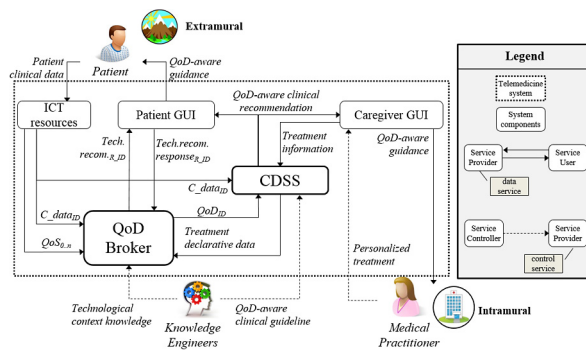 Extramural
Patient
clinical data
Patient
QoD-aware
guidance
Legend
Telemedicine
system
System
components
Service
Provider
Service
User
data
service
Service
Controller
Service
Provider
control
service
ICT
resources
Patient GUI
QoD-aware clinical
recommendation
Caregiver GUI
Tech.
recom.R_ID
Tech.recom.
responseR_ID
Treatment
information
QoD-aware
guidance
CDSS
C_dataID
C_dataID
QoDID
QoD
Broker
QoS0..n
Treatment
declarative data
Personalized
treatment
Technological
context knowledge
Knowledge
Engineers
QoD-aware
clinical guideline
Medical
Practitioner
Intramural